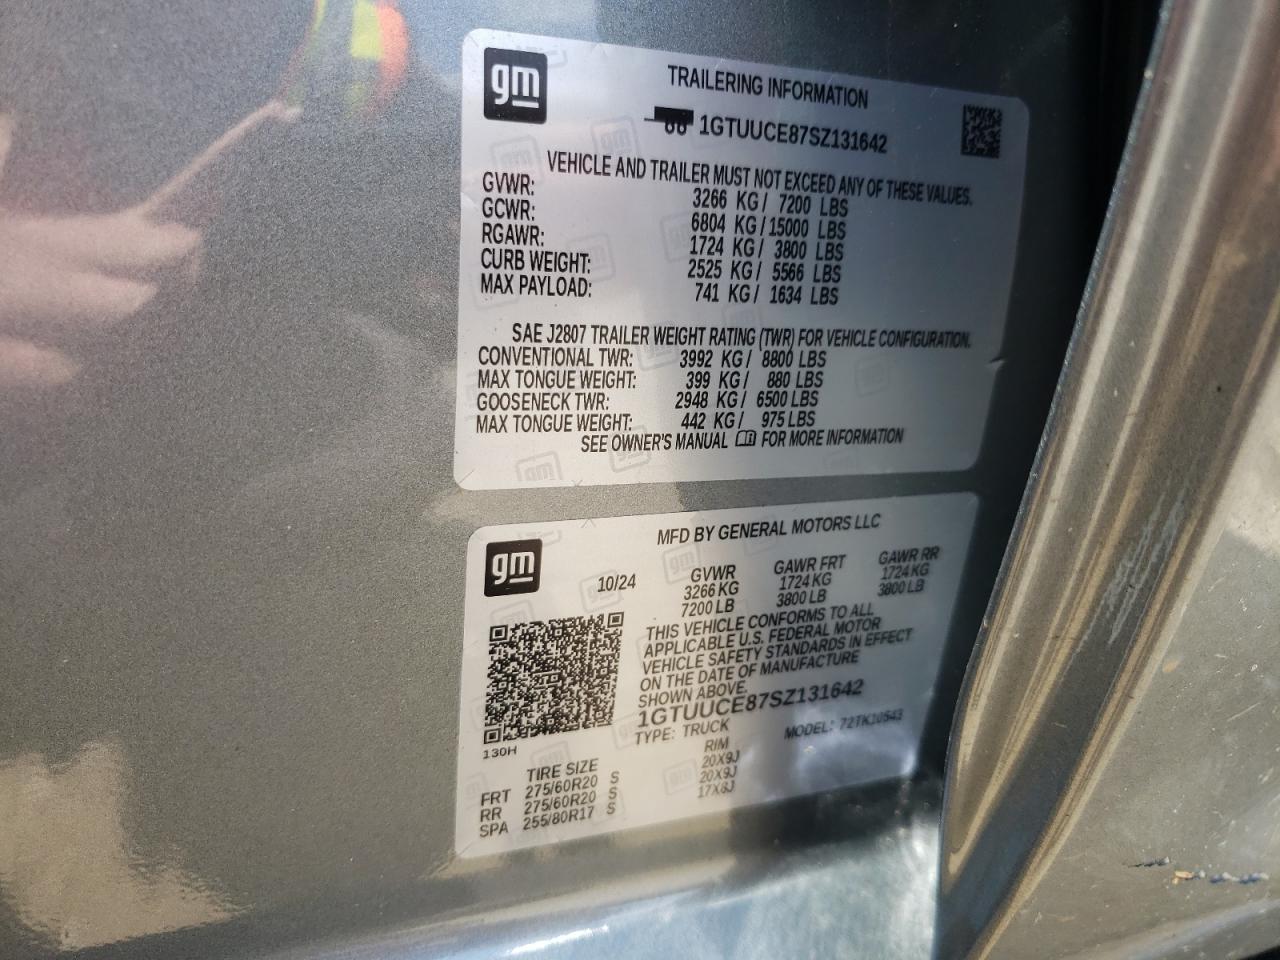 gm
TRAILERING INFORMATION
1GTUUCE87SZ131642
VEHICLE AND TRAILER MUST NOT EXCEED ANY OF THESE VALUES.
GVWR: 3266 KG/ 7200 LBS
GCWR: 6804 KG/ 15000 LBS
RGAWR: 1724 KG/ 3800 LBS
CURB WEIGHT: 2525 KG/ 5566 LBS
MAX PAYLOAD: 741 KG/ 1634 LBS
SAE J2807 TRAILER WEIGHT RATING (TWR) FOR VEHICLE CONFIGURATION.
CONVENTIONAL TWR: 3992 KG/ 8800 LBS
MAX TONGUE WEIGHT: 399 KG/ 880 LBS
GOOSENECK TWR: 2948 KG/ 6500 LBS
MAX TONGUE WEIGHT: 442 KG/ 975 LBS
SEE OWNER'S MANUAL FOR MORE INFORMATION
gm
MFD BY GENERAL MOTORS LLC
10/24 GVWR GAWR FRT GAWR RR
3266 KG 1724 KG 1724 KG
7200 LB 3800 LB 3800 LB
THIS VEHICLE CONFORMS TO ALL
APPLICABLE U.S. FEDERAL MOTOR
VEHICLE SAFETY STANDARDS IN EFFECT
ON THE DATE OF MANUFACTURE
SHOWN ABOVE.
1GTUUCE87SZ131642
TYPE: TRUCK MODEL: 72TK10543
130H
TIRE SIZE RIM
FRT 275/60R20 S 20X9J
RR 275/60R20 S 20X9J
SPA 255/80R17 S 17X8J